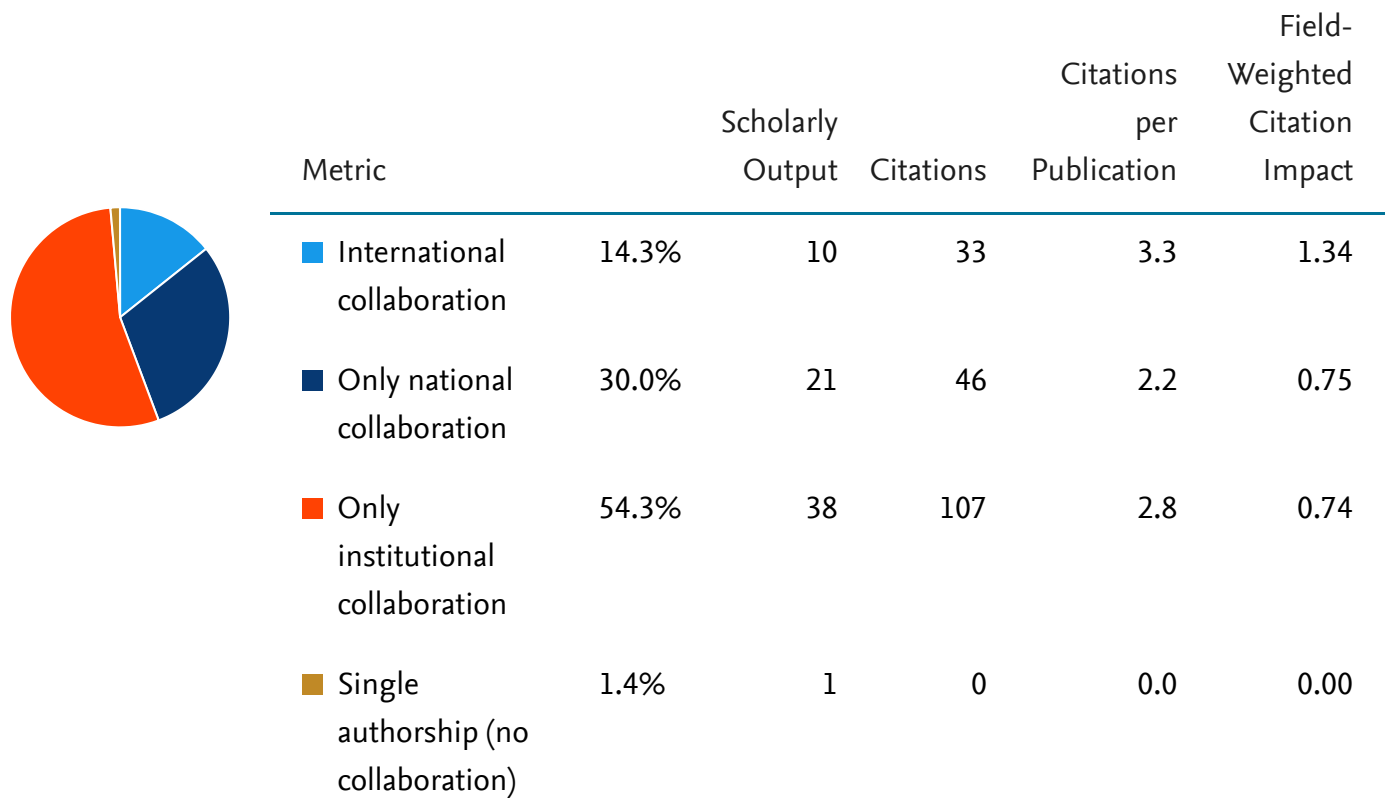 Field-
Citations Weighted
Scholarly per Citation
Metric Output Citations Publication Impact
International 14.3% 10 33 3.3 1.34
collaboration
Only national 30.0% 21 46 2.2 0.75
collaboration
Only 54.3% 38 107 2.8 0.74
institutional
collaboration
Single 1.4% 1 0 0.0 0.00
authorship (no
collaboration)